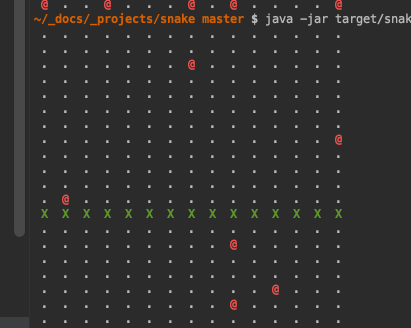 @ . . @ . . . @ . @ . . . . @
~/_docs/_projects/snake master $ java -jar target/snak
. . . . . . . . . . . . . . .
. . . . . . . . . . . . . . .
. . . . . . . @ . . . . . . .
. . . . . . . . . . . . . . .
. . . . . . . . . . . . . . .
. . . . . . . . . . . . . . .
. . . . . . . . . . . . . . .
. . . . . . . . . . . . . . @
. . . . . . . . . . . . . . .
. . . . . . . . . . . . . . .
. . . . . . . . . . . . . . .
. @ . . . . . . . . . . . . .
X X X X X X X X X X X X X X X
. . . . . . . . . . . . . . .
. . . . . . . . . @ . . . . .
. . . . . . . . . . . . . . .
. . . . . . . . . . . . . . .
. . . . . . . . . . . @ . . .
. . . . . . . . . @ . . . . .
. . . . . . . . . . . . . . .